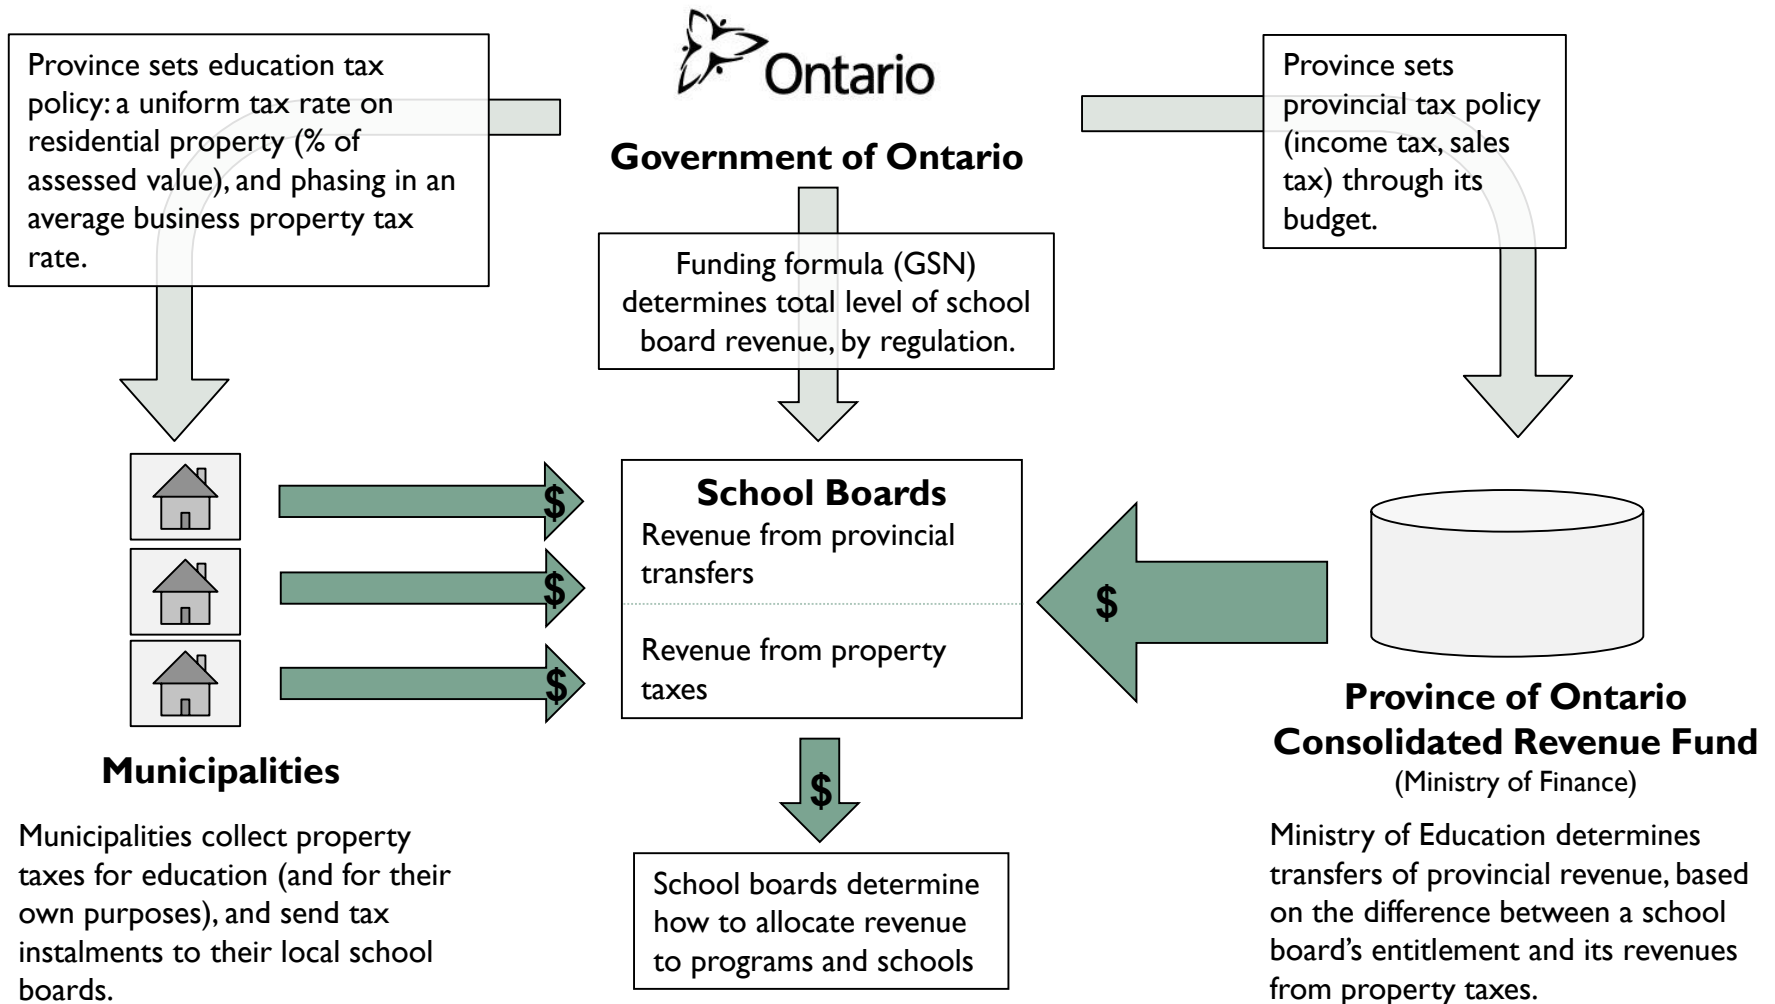 Ontario
Government of Ontario
Province sets education tax
policy: a uniform tax rate on
residential property (% of
assessed value), and phasing in an
average business property tax
rate.
Funding formula (GSN)
determines total level of school
board revenue, by regulation.
Province sets
provincial tax policy
(income tax, sales
tax) through its
budget.
$
$
$
School Boards
Revenue from provincial
transfers
Revenue from property
taxes
$
$
Municipalities
Municipalities collect property
taxes for education (and for their
own purposes), and send tax
instalments to their local school
boards.
School boards determine
how to allocate revenue
to programs and schools
Province of Ontario
Consolidated Revenue Fund
(Ministry of Finance)
Ministry of Education determines
transfers of provincial revenue, based
on the difference between a school
board’s entitlement and its revenues
from property taxes.